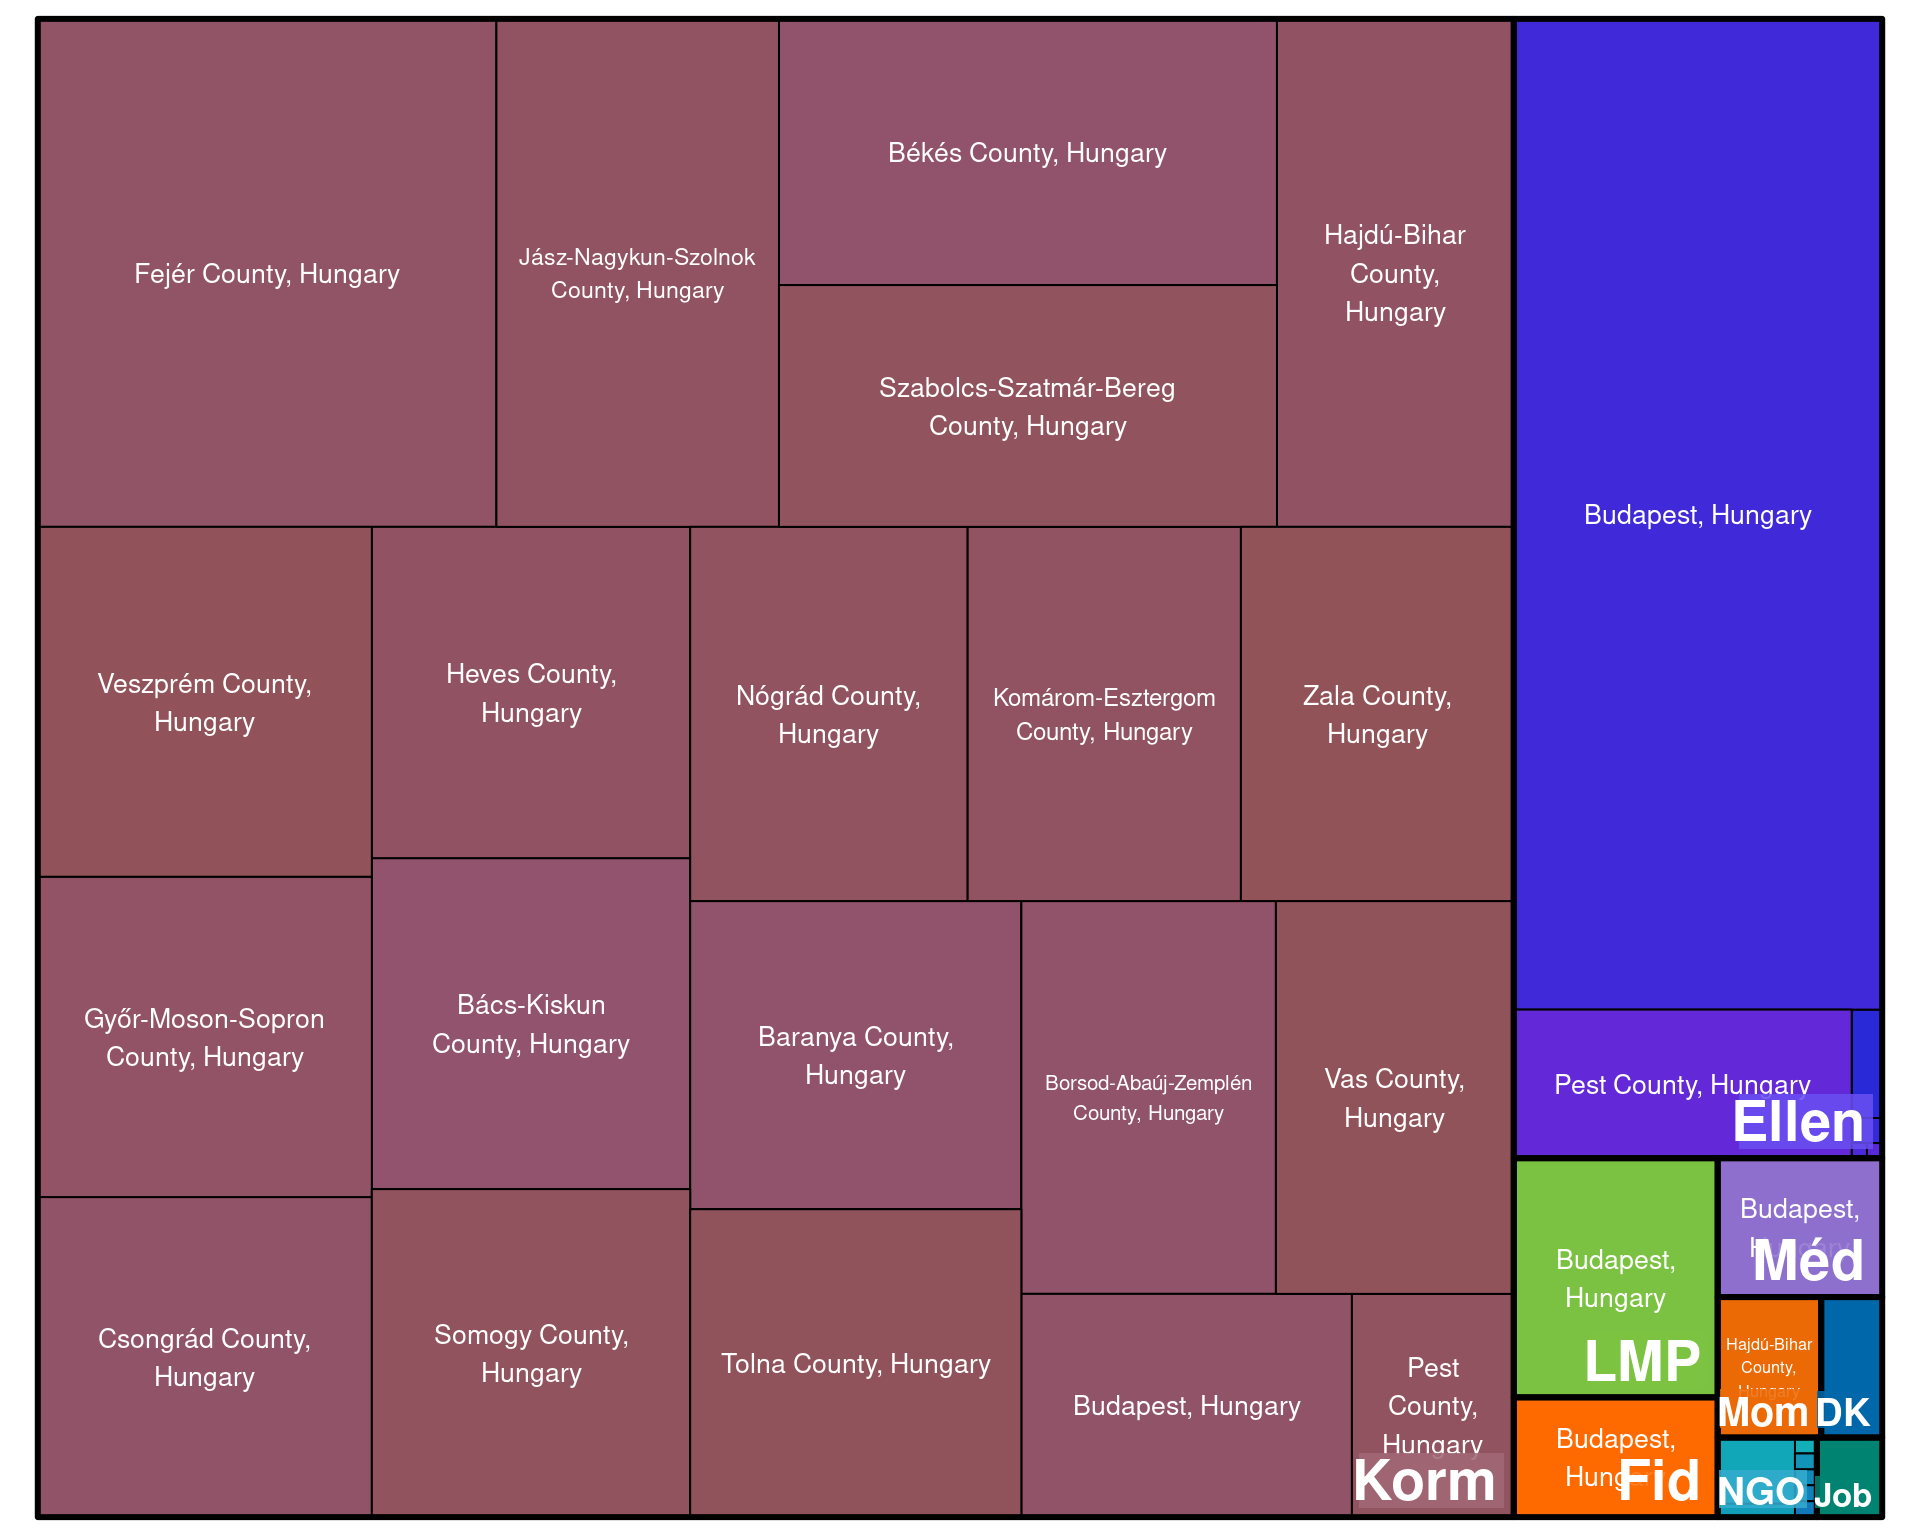 Fejér County, Hungary
Jász-Nagykun-Szolnok
County, Hungary
Békés County, Hungary
Szabolcs-Szatmár-Bereg
County, Hungary
Hajdú-Bihar
County,
Hungary
Veszprém County,
Hungary
Heves County,
Hungary
Nógrád County,
Hungary
Komárom-Esztergom
County, Hungary
Zala County,
Hungary
Győr-Moson-Sopron
County, Hungary
Bács-Kiskun
County, Hungary
Baranya County,
Hungary
Borsod-Abaúj-Zemplén
County, Hungary
Vas County,
Hungary
Csongrád County,
Hungary
Somogy County,
Hungary
Tolna County, Hungary
Budapest, Hungary
Pest
County,
Hungary
Korm
Budapest, Hungary
Pest County, Hungary
Ellen
Budapest,
Hungary
LMP
Budapest,
Hungary
Méd
Budapest,
Hungary
Fid
Hajdú-Bihar
County,
Hungary
Mom
DK
NGO
Job